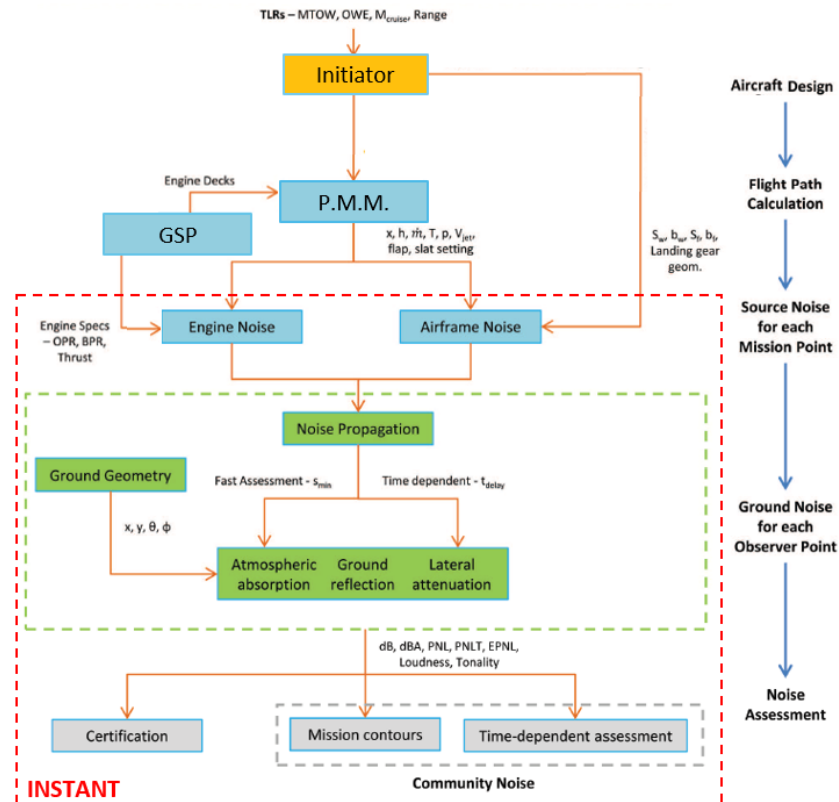 TLRs – MTOW, OWE, Mcruise, Range
Initiator
Aircraft Design
Engine Decks
P.M.M.
Flight Path
Calculation
GSP
x, h, ṁ, T, p, Vjet,
flap, slat setting
Sw, bw, Sf, bf,
Landing gear
geom.
Engine Specs
– OPR, BPR,
Thrust
Engine Noise
Airframe Noise
Source Noise
for each
Mission Point
Noise Propagation
Ground Geometry
Fast Assessment - smin
Time dependent - tdelay
x, y, θ, ϕ
Ground Noise
for each
Observer Point
Atmospheric
absorption
Ground
reflection
Lateral
attenuation
dB, dBA, PNL, PNLT, EPNL,
Loudness, Tonality
Noise
Assessment
Certification
Mission contours
Time-dependent assessment
Community Noise
INSTANT